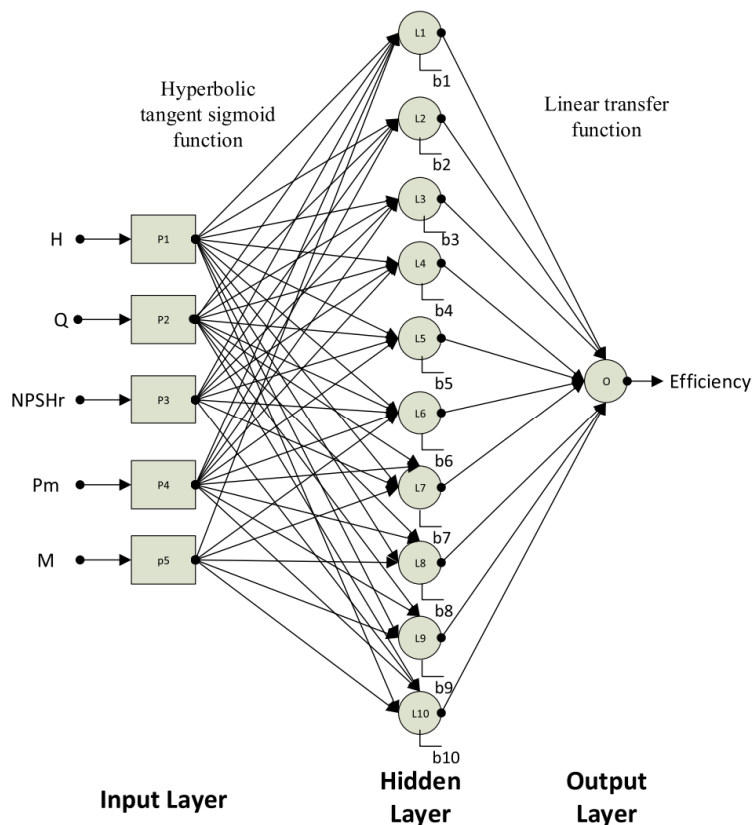 Hyperbolic
tangent sigmoid
function
Linear transfer
function
H
P1
Q
P2
NPSHr
P3
Pm
P4
M
p5
L1
b1
L2
b2
L3
b3
L4
b4
L5
b5
L6
b6
L7
b7
L8
b8
L9
b9
L10
b10
O
Efficiency
Input Layer
Hidden
Layer
Output
Layer